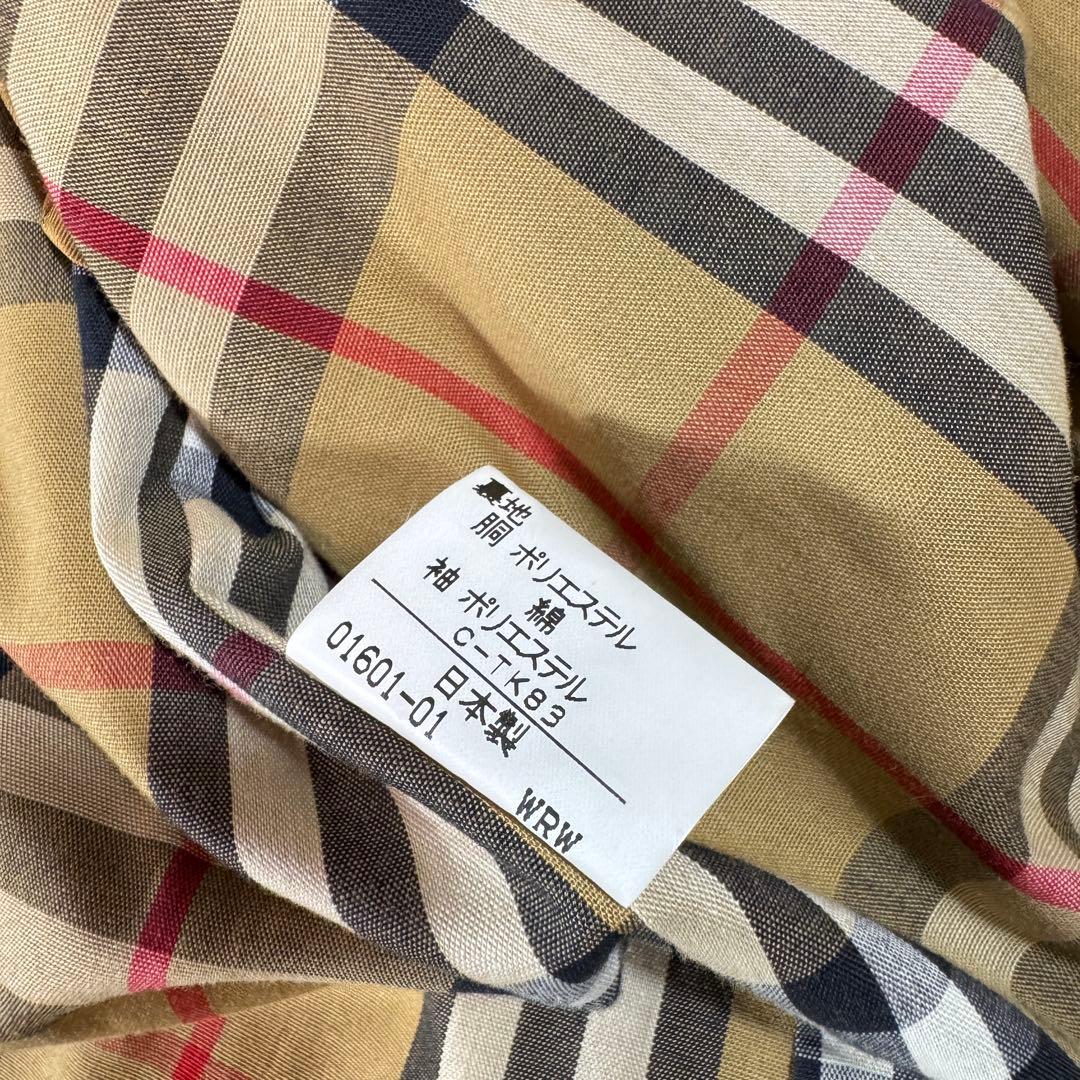 裏地
胴 ポリエステル
綿
袖 ポリエステル
C-TK83
日本製
01601-01
WRW